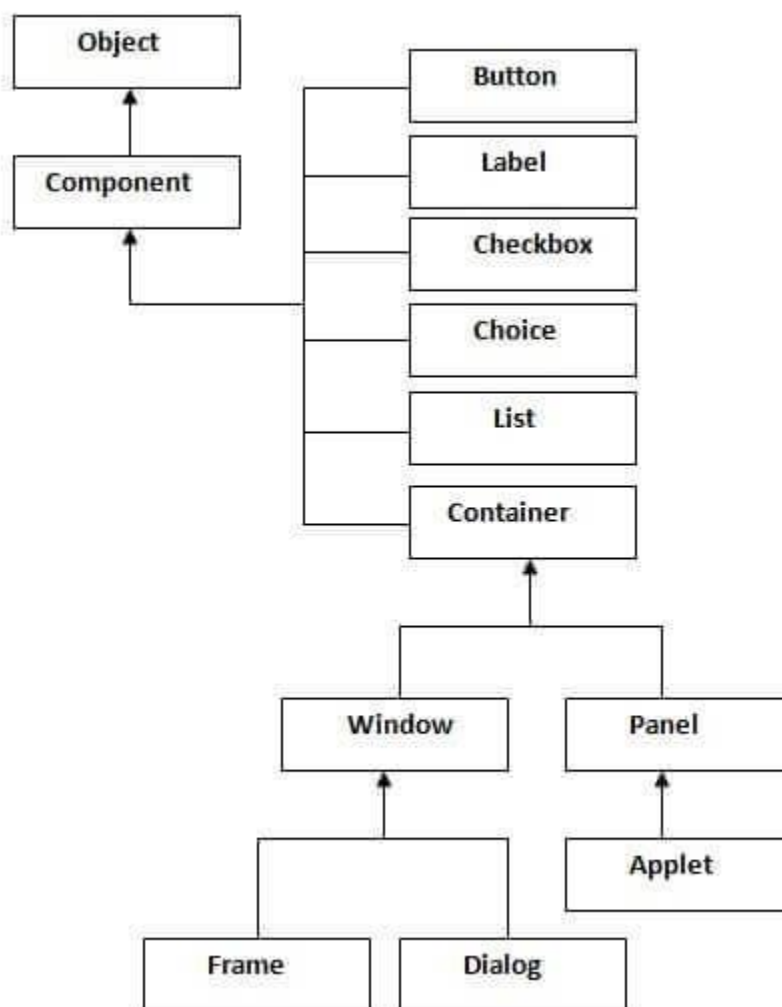 Object
Component
Button
Label
Checkbox
Choice
List
Container
Window
Panel
Applet
Frame
Dialog